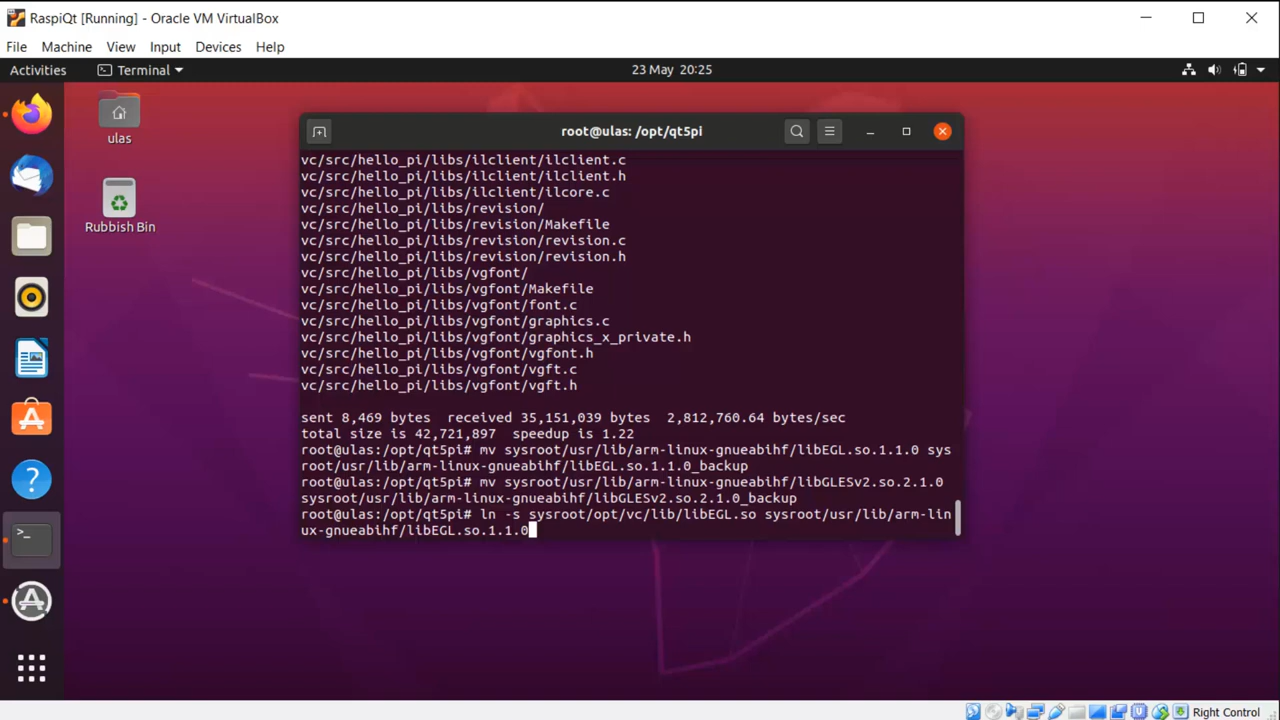 RaspiQt [Running] - Oracle VM VirtualBox
File Machine View Input Devices Help
Activities Terminal 23 May 20:25
ulas
Rubbish Bin
root@ulas: /opt/qt5pi
vc/src/hello_pi/libs/ilclient/ilclient.c
vc/src/hello_pi/libs/ilclient/ilclient.h
vc/src/hello_pi/libs/ilclient/ilcore.c
vc/src/hello_pi/libs/revision/
vc/src/hello_pi/libs/revision/Makefile
vc/src/hello_pi/libs/revision/revision.c
vc/src/hello_pi/libs/revision/revision.h
vc/src/hello_pi/libs/vgfont/
vc/src/hello_pi/libs/vgfont/Makefile
vc/src/hello_pi/libs/vgfont/font.c
vc/src/hello_pi/libs/vgfont/graphics.c
vc/src/hello_pi/libs/vgfont/graphics_x_private.h
vc/src/hello_pi/libs/vgfont/vgfont.h
vc/src/hello_pi/libs/vgfont/vgft.c
vc/src/hello_pi/libs/vgfont/vgft.h
sent 8,469 bytes  received 35,151,039 bytes  2,812,760.64 bytes/sec
total size is 42,721,897  speedup is 1.22
root@ulas:/opt/qt5pi# mv sysroot/usr/lib/arm-linux-gnueabihf/libEGL.so.1.1.0 sys
root/usr/lib/arm-linux-gnueabihf/libEGL.so.1.1.0_backup
root@ulas:/opt/qt5pi# mv sysroot/usr/lib/arm-linux-gnueabihf/libGLESv2.so.2.1.0
sysroot/usr/lib/arm-linux-gnueabihf/libGLESv2.so.2.1.0_backup
root@ulas:/opt/qt5pi# ln -s sysroot/opt/vc/lib/libEGL.so sysroot/usr/lib/arm-lin
ux-gnueabihf/libEGL.so.1.1.0
Right Control